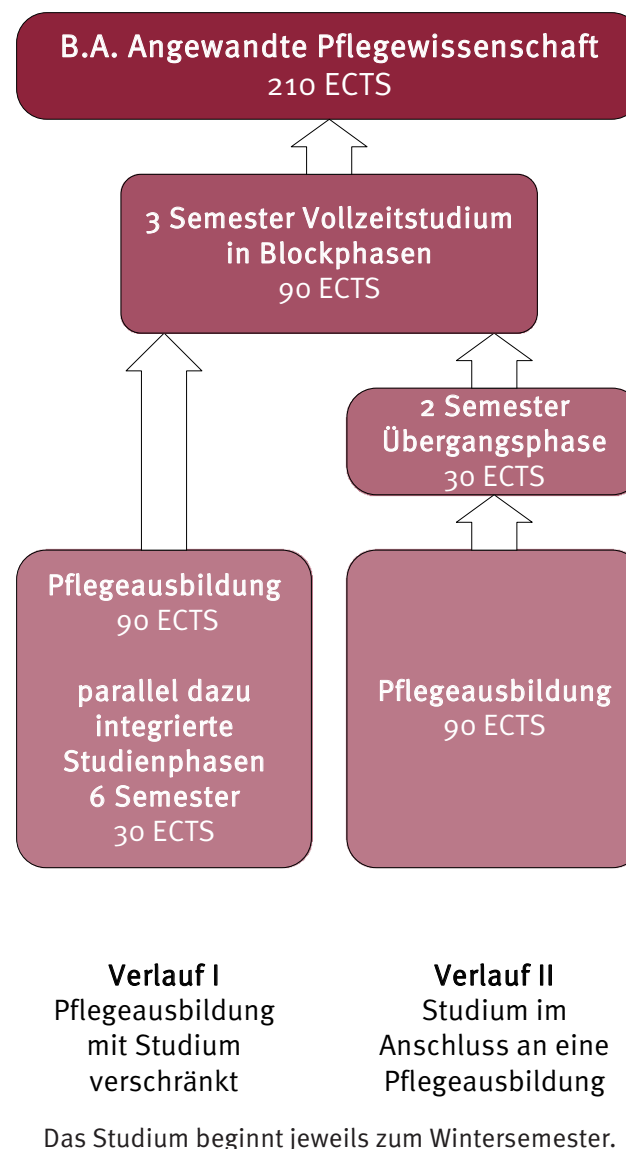 B.A. Angewandte Pflegewissenschaft
210 ECTS
3 Semester Vollzeitstudium
in Blockphasen
90 ECTS
2 Semester
Übergangsphase
30 ECTS
Pflegeausbildung
90 ECTS
parallel dazu
integrierte
Studienphasen
6 Semester
30 ECTS
Pflegeausbildung
90 ECTS
Verlauf I
Pflegeausbildung
mit Studium
verschränkt
Verlauf II
Studium im
Anschluss an eine
Pflegeausbildung
Das Studium beginnt jeweils zum Wintersemester.